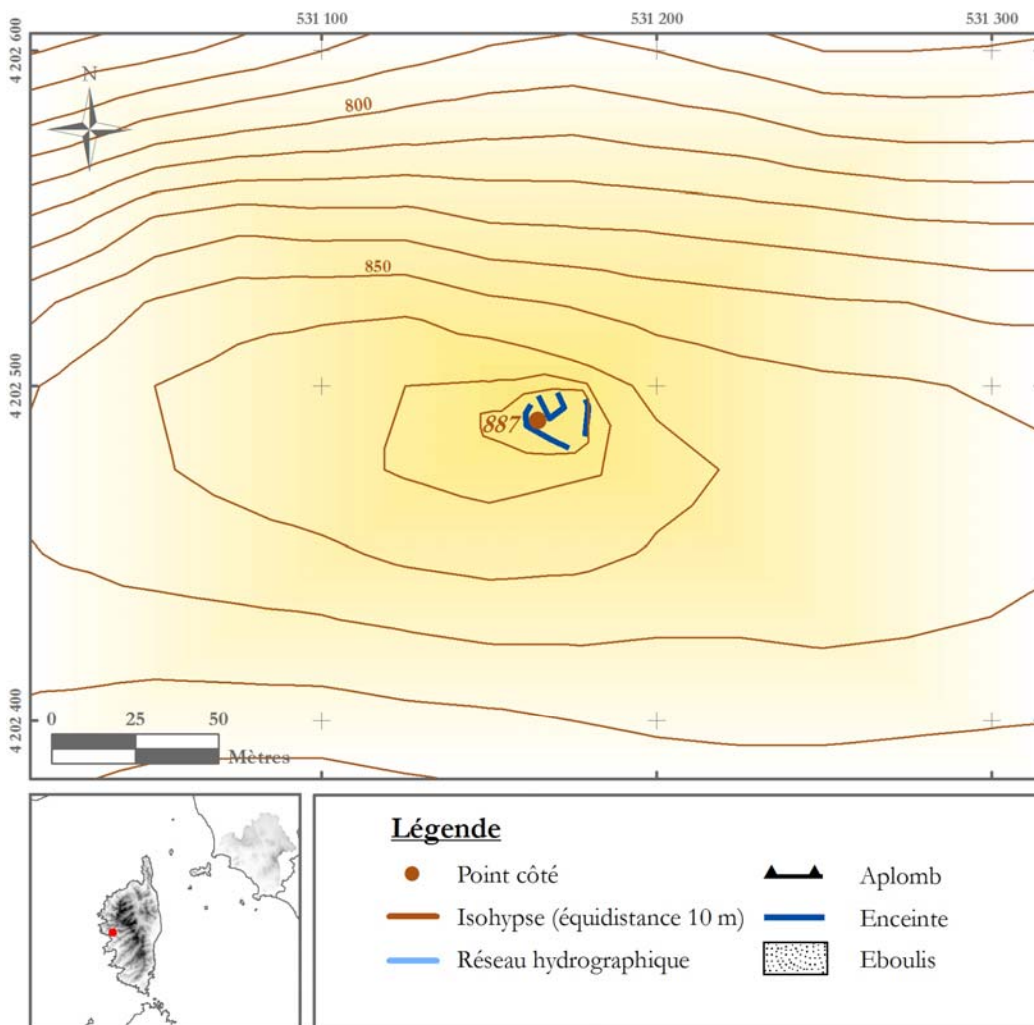 531 100 531 200 531 300
4 202 600
N
800
850
4 202 500
887
4 202 400
0 25 50
Mètres
Légende
Point côté
Isohypse (équidistance 10 m)
Réseau hydrographique
Aplomb
Enceinte
Eboulis